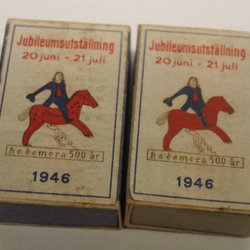 Jubileumsutställning
20 juni - 21 juli
hedemora 500 år
1946
Jubileumsutställning
20 juni - 21 juli
hedemora 500 år
1946